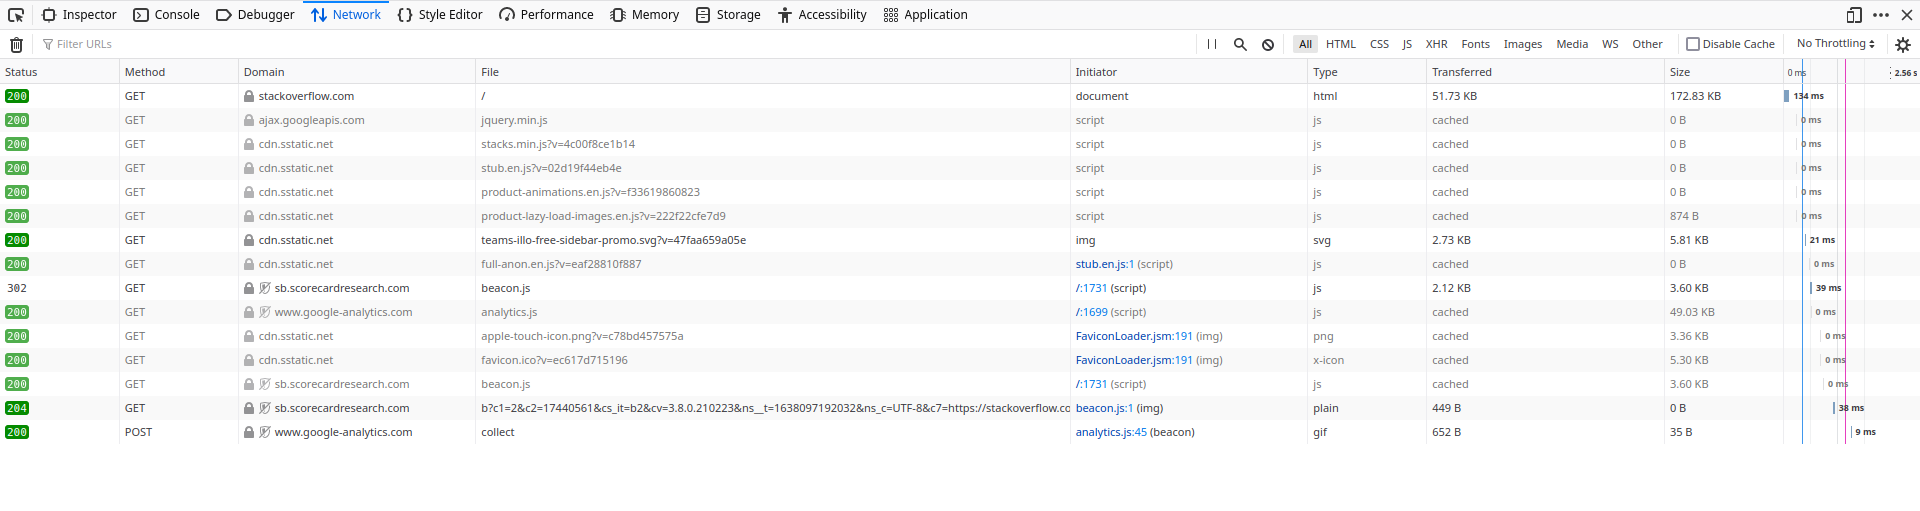 Inspector Console Debugger Network Style Editor Performance Memory Storage Accessibility Application
Filter URLs All HTML CSS JS XHR Fonts Images Media WS Other Disable Cache No Throttling
Status Method Domain File Initiator Type Transferred Size 0 ms 2.56 s
200 GET stackoverflow.com / document html 51.73 KB 172.83 KB 134 ms
200 GET ajax.googleapis.com jquery.min.js script js cached 0 B 0 ms
200 GET cdn.sstatic.net stacks.min.js?v=4c00f8ce1b14 script js cached 0 B 0 ms
200 GET cdn.sstatic.net stub.en.js?v=02d19f44eb4e script js cached 0 B 0 ms
200 GET cdn.sstatic.net product-animations.en.js?v=f33619860823 script js cached 0 B 0 ms
200 GET cdn.sstatic.net product-lazy-load-images.en.js?v=222f22cfe7d9 script js cached 874 B 0 ms
200 GET cdn.sstatic.net teams-illo-free-sidebar-promo.svg?v=47faa659a05e img svg 2.73 KB 5.81 KB 21 ms
200 GET cdn.sstatic.net full-anon.en.js?v=eaf28810f887 stub.en.js:1 (script) js cached 0 B 0 ms
302 GET sb.scorecardresearch.com beacon.js /:1731 (script) js 2.12 KB 3.60 KB 39 ms
200 GET www.google-analytics.com analytics.js /:1699 (script) js cached 49.03 KB 0 ms
200 GET cdn.sstatic.net apple-touch-icon.png?v=c78bd457575a FaviconLoader.jsm:191 (img) png cached 3.36 KB 0 ms
200 GET cdn.sstatic.net favicon.ico?v=ec617d715196 FaviconLoader.jsm:191 (img) x-icon cached 5.30 KB 0 ms
200 GET sb.scorecardresearch.com beacon.js /:1731 (script) js cached 3.60 KB 0 ms
204 GET sb.scorecardresearch.com b?c1=2&c2=17440561&cs_it=b2&cv=3.8.0.210223&ns__t=1638097192032&ns_c=UTF-8&c7=https://stackoverflow.co beacon.js:1 (img) plain 449 B 0 B 38 ms
200 POST www.google-analytics.com collect analytics.js:45 (beacon) gif 652 B 35 B 9 ms